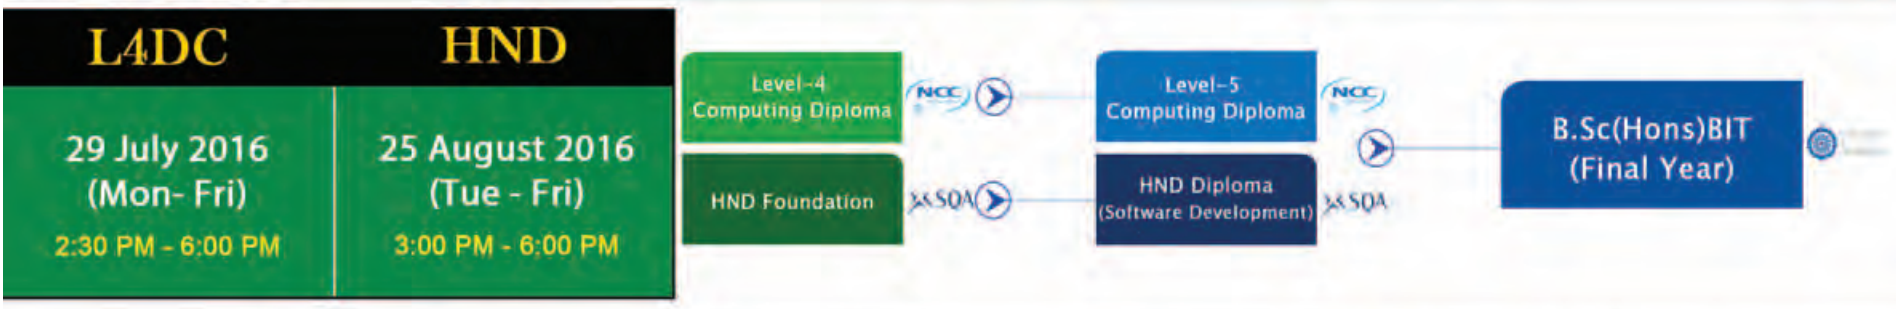 L4DC
HND
29 July 2016
(Mon- Fri)
2:30 PM - 6:00 PM
25 August 2016
(Tue - Fri)
3:00 PM - 6:00 PM
Level-4
Computing Diploma
NCC
Level-5
Computing Diploma
NCC
HND Foundation
SQA
HND Diploma
(Software Development)
SQA
B.Sc(Hons)BIT
(Final Year)